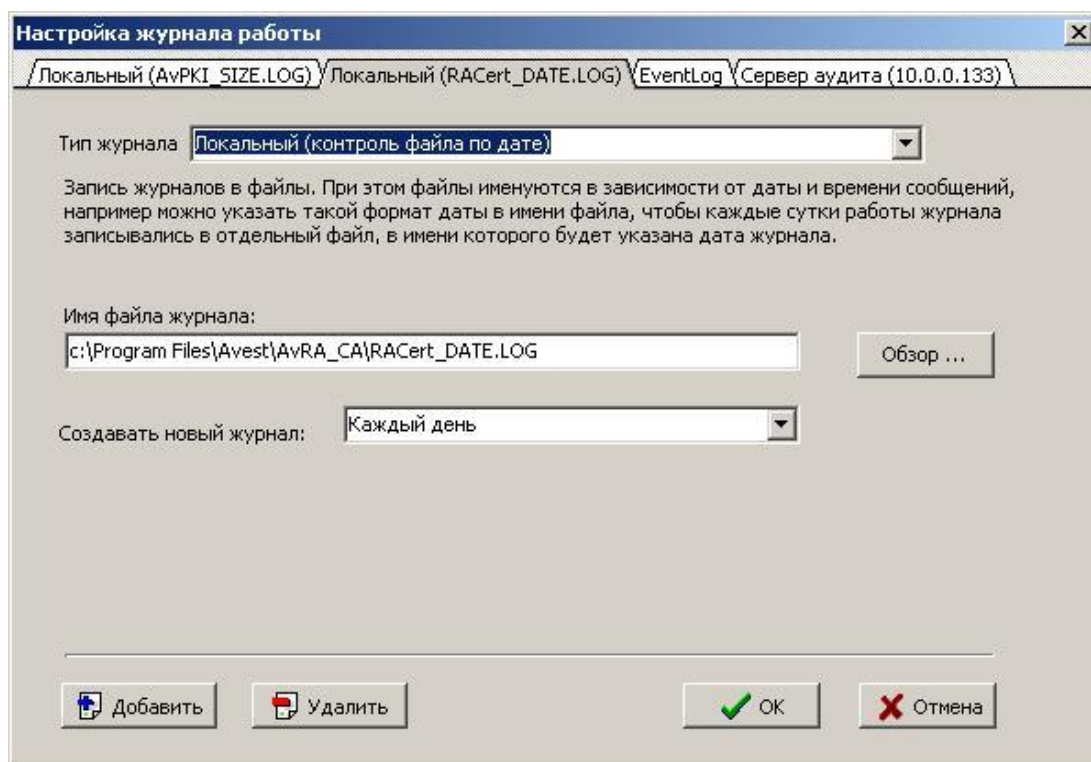 Настройка журнала работы
Локальный (AvPKI_SIZE.LOG) Локальный (RACert_DATE.LOG) EventLog Сервер аудита (10.0.0.133)
Тип журнала Локальный (контроль файла по дате)
Запись журналов в файлы. При этом файлы именуются в зависимости от даты и времени сообщений,
например можно указать такой формат даты в имени файла, чтобы каждые сутки работы журнала
записывались в отдельный файл, в имени которого будет указана дата журнала.
Имя файла журнала:
c:\Program Files\Avest\AvRA_CA\RACert_DATE.LOG Обзор ...
Создавать новый журнал: Каждый день
Добавить Удалить OK Отмена